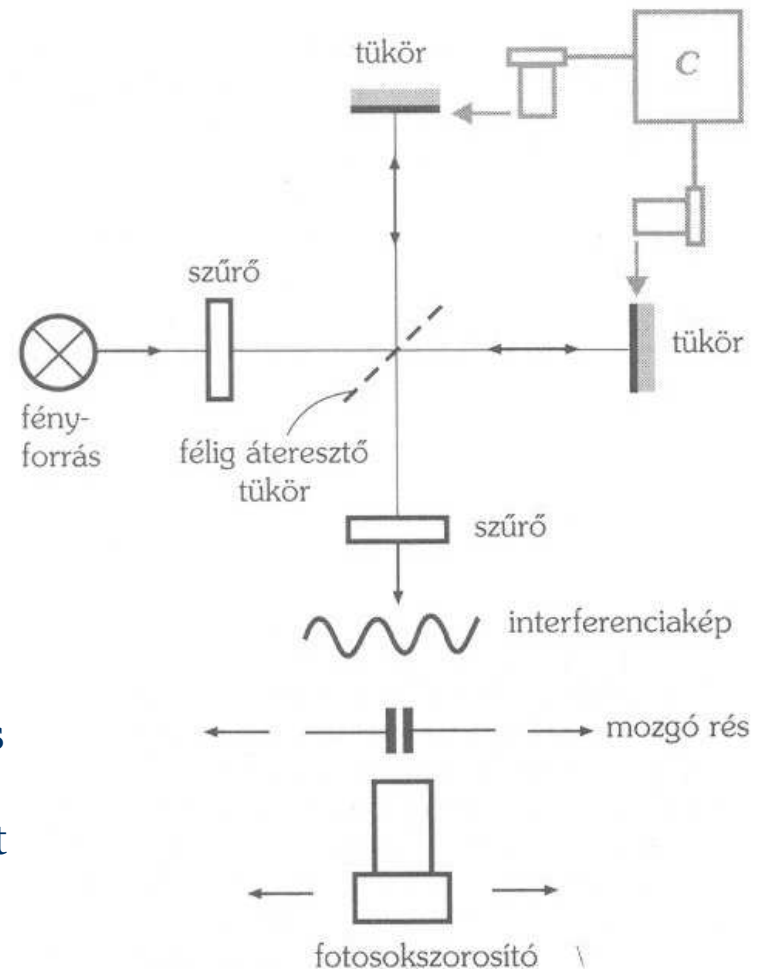 tükör
C
szűrő
tükör
fény-
forrás
félig áteresztő
tükör
szűrő
interferenciakép
s
mozgó rés
t
fotosokszorosító